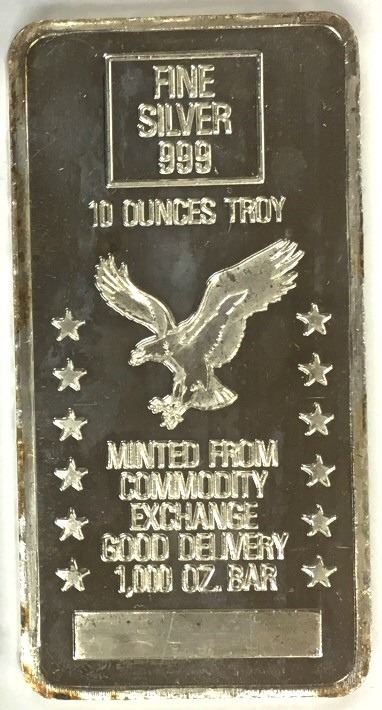 FINE
SILVER
999
10 OUNCES TROY
MINTED FROM
COMMODITY
EXCHANGE
GOOD DELIVERY
1,000 OZ. BAR